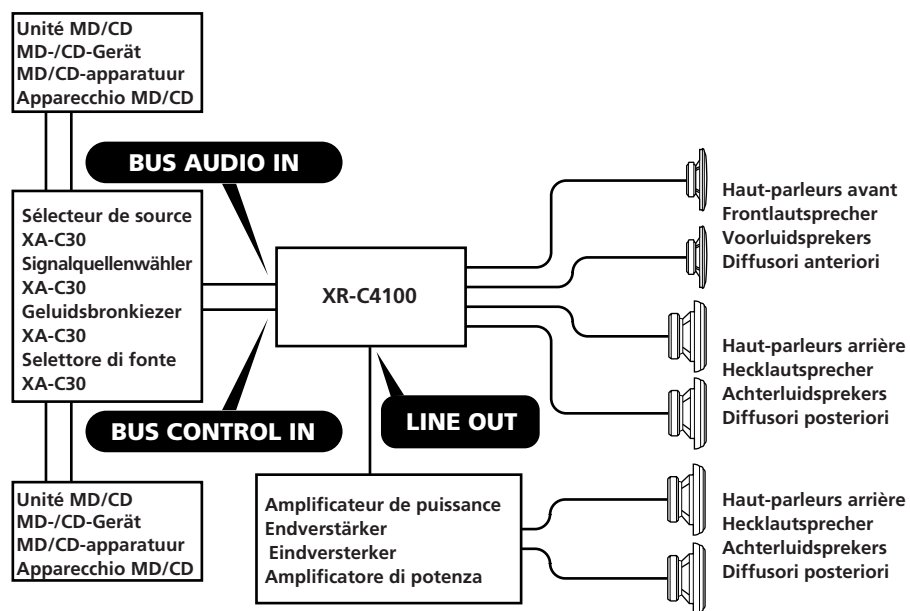 Unité MD/CD
MD-/CD-Gerät
MD/CD-apparatuur
Apparecchio MD/CD
BUS AUDIO IN
Sélecteur de source
XA-C30
Signalquellenwähler
XA-C30
Geluidsbronkiezer
XA-C30
Selettore di fonte
XA-C30
XR-C4100
Haut-parleurs avant
Frontlautsprecher
Voorluidsprekers
Diffusori anteriori
Haut-parleurs arrière
Hecklautsprecher
Achterluidsprekers
Diffusori posteriori
BUS CONTROL IN
LINE OUT
Unité MD/CD
MD-/CD-Gerät
MD/CD-apparatuur
Apparecchio MD/CD
Amplificateur de puissance
Endverstärker
Eindversterker
Amplificatore di potenza
Haut-parleurs arrière
Hecklautsprecher
Achterluidsprekers
Diffusori posteriori